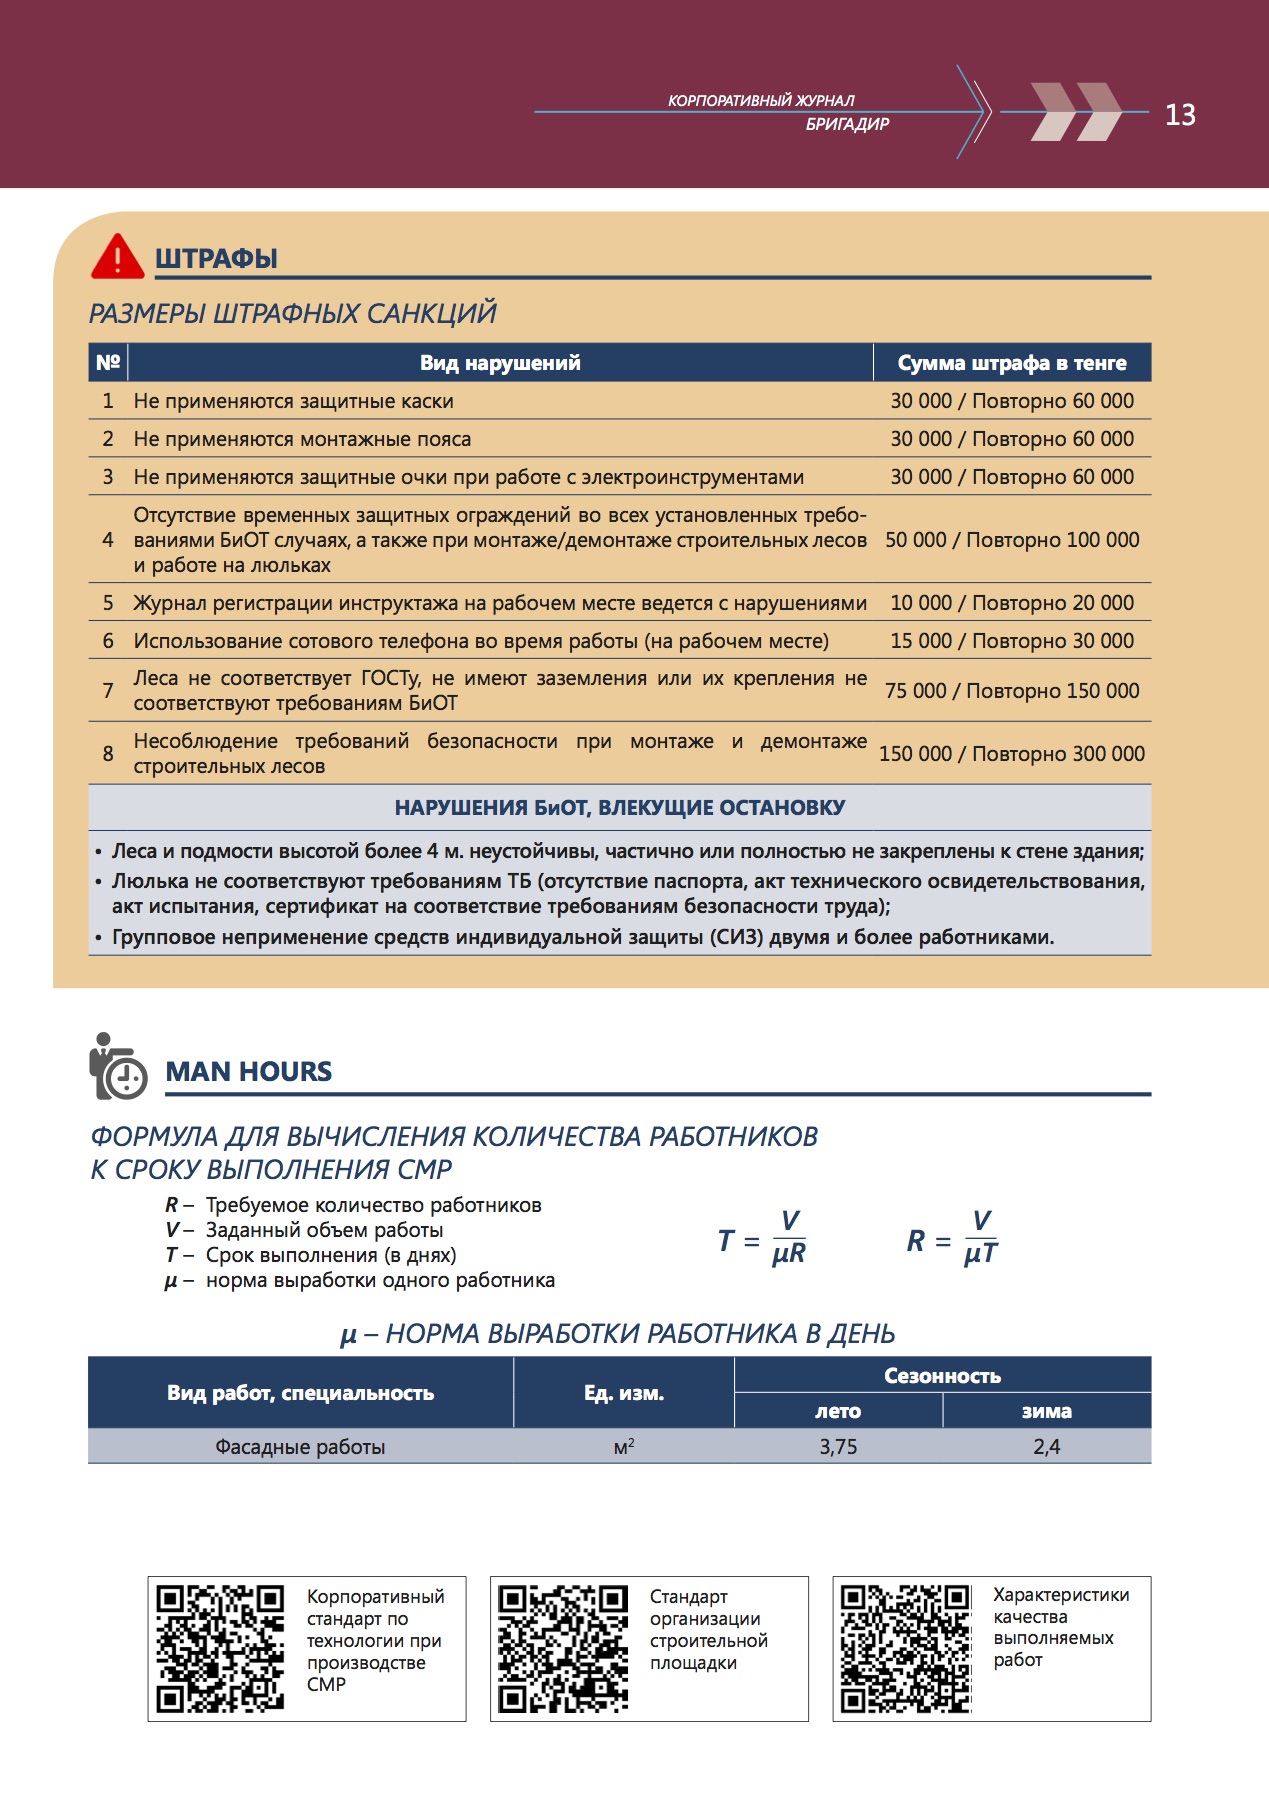 КОРПОРАТИВНЫЙ ЖУРНАЛ
БРИГАДИР
13
ШТРАФЫ
РАЗМЕРЫ ШТРАФНЫХ САНКЦИЙ
№ Вид нарушений Сумма штрафа в тенге
1 Не применяются защитные каски 30 000 / Повторно 60 000
2 Не применяются монтажные пояса 30 000 / Повторно 60 000
3 Не применяются защитные очки при работе с электроинструментами 30 000 / Повторно 60 000
Отсутствие временных защитных ограждений во всех установленных требо-
4 ваниями БиОТ случаях, а также при монтаже/демонтаже строительных лесов 50 000 / Повторно 100 000
и работе на люльках
5 Журнал регистрации инструктажа на рабочем месте ведется с нарушениями 10 000 / Повторно 20 000
6 Использование сотового телефона во время работы (на рабочем месте) 15 000 / Повторно 30 000
7 Леса не соответствует ГОСТу, не имеют заземления или их крепления не
соответствуют требованиям БиОТ 75 000 / Повторно 150 000
8 Несоблюдение требований безопасности при монтаже и демонтаже
строительных лесов 150 000 / Повторно 300 000
НАРУШЕНИЯ БиОТ, ВЛЕКУЩИЕ ОСТАНОВКУ
• Леса и подмости высотой более 4 м. неустойчивы, частично или полностью не закреплены к стене здания;
• Люлька не соответствуют требованиям ТБ (отсутствие паспорта, акт технического освидетельствования,
акт испытания, сертификат на соответствие требованиям безопасности труда);
• Групповое неприменение средств индивидуальной защиты (СИЗ) двумя и более работниками.
MAN HOURS
ФОРМУЛА ДЛЯ ВЫЧИСЛЕНИЯ КОЛИЧЕСТВА РАБОТНИКОВ
К СРОКУ ВЫПОЛНЕНИЯ СМР
R – Требуемое количество работников
V – Заданный объем работы
T – Срок выполнения (в днях)
μ – норма выработки одного работника
T = V / μR
R = V / μT
μ – НОРМА ВЫРАБОТКИ РАБОТНИКА В ДЕНЬ
Вид работ, специальность Ед. изм. Сезонность
лето зима
Фасадные работы м² 3,75 2,4
Корпоративный
стандарт по
технологии при
производстве
СМР
Стандарт
организации
строительной
площадки
Характеристики
качества
выполняемых
работ